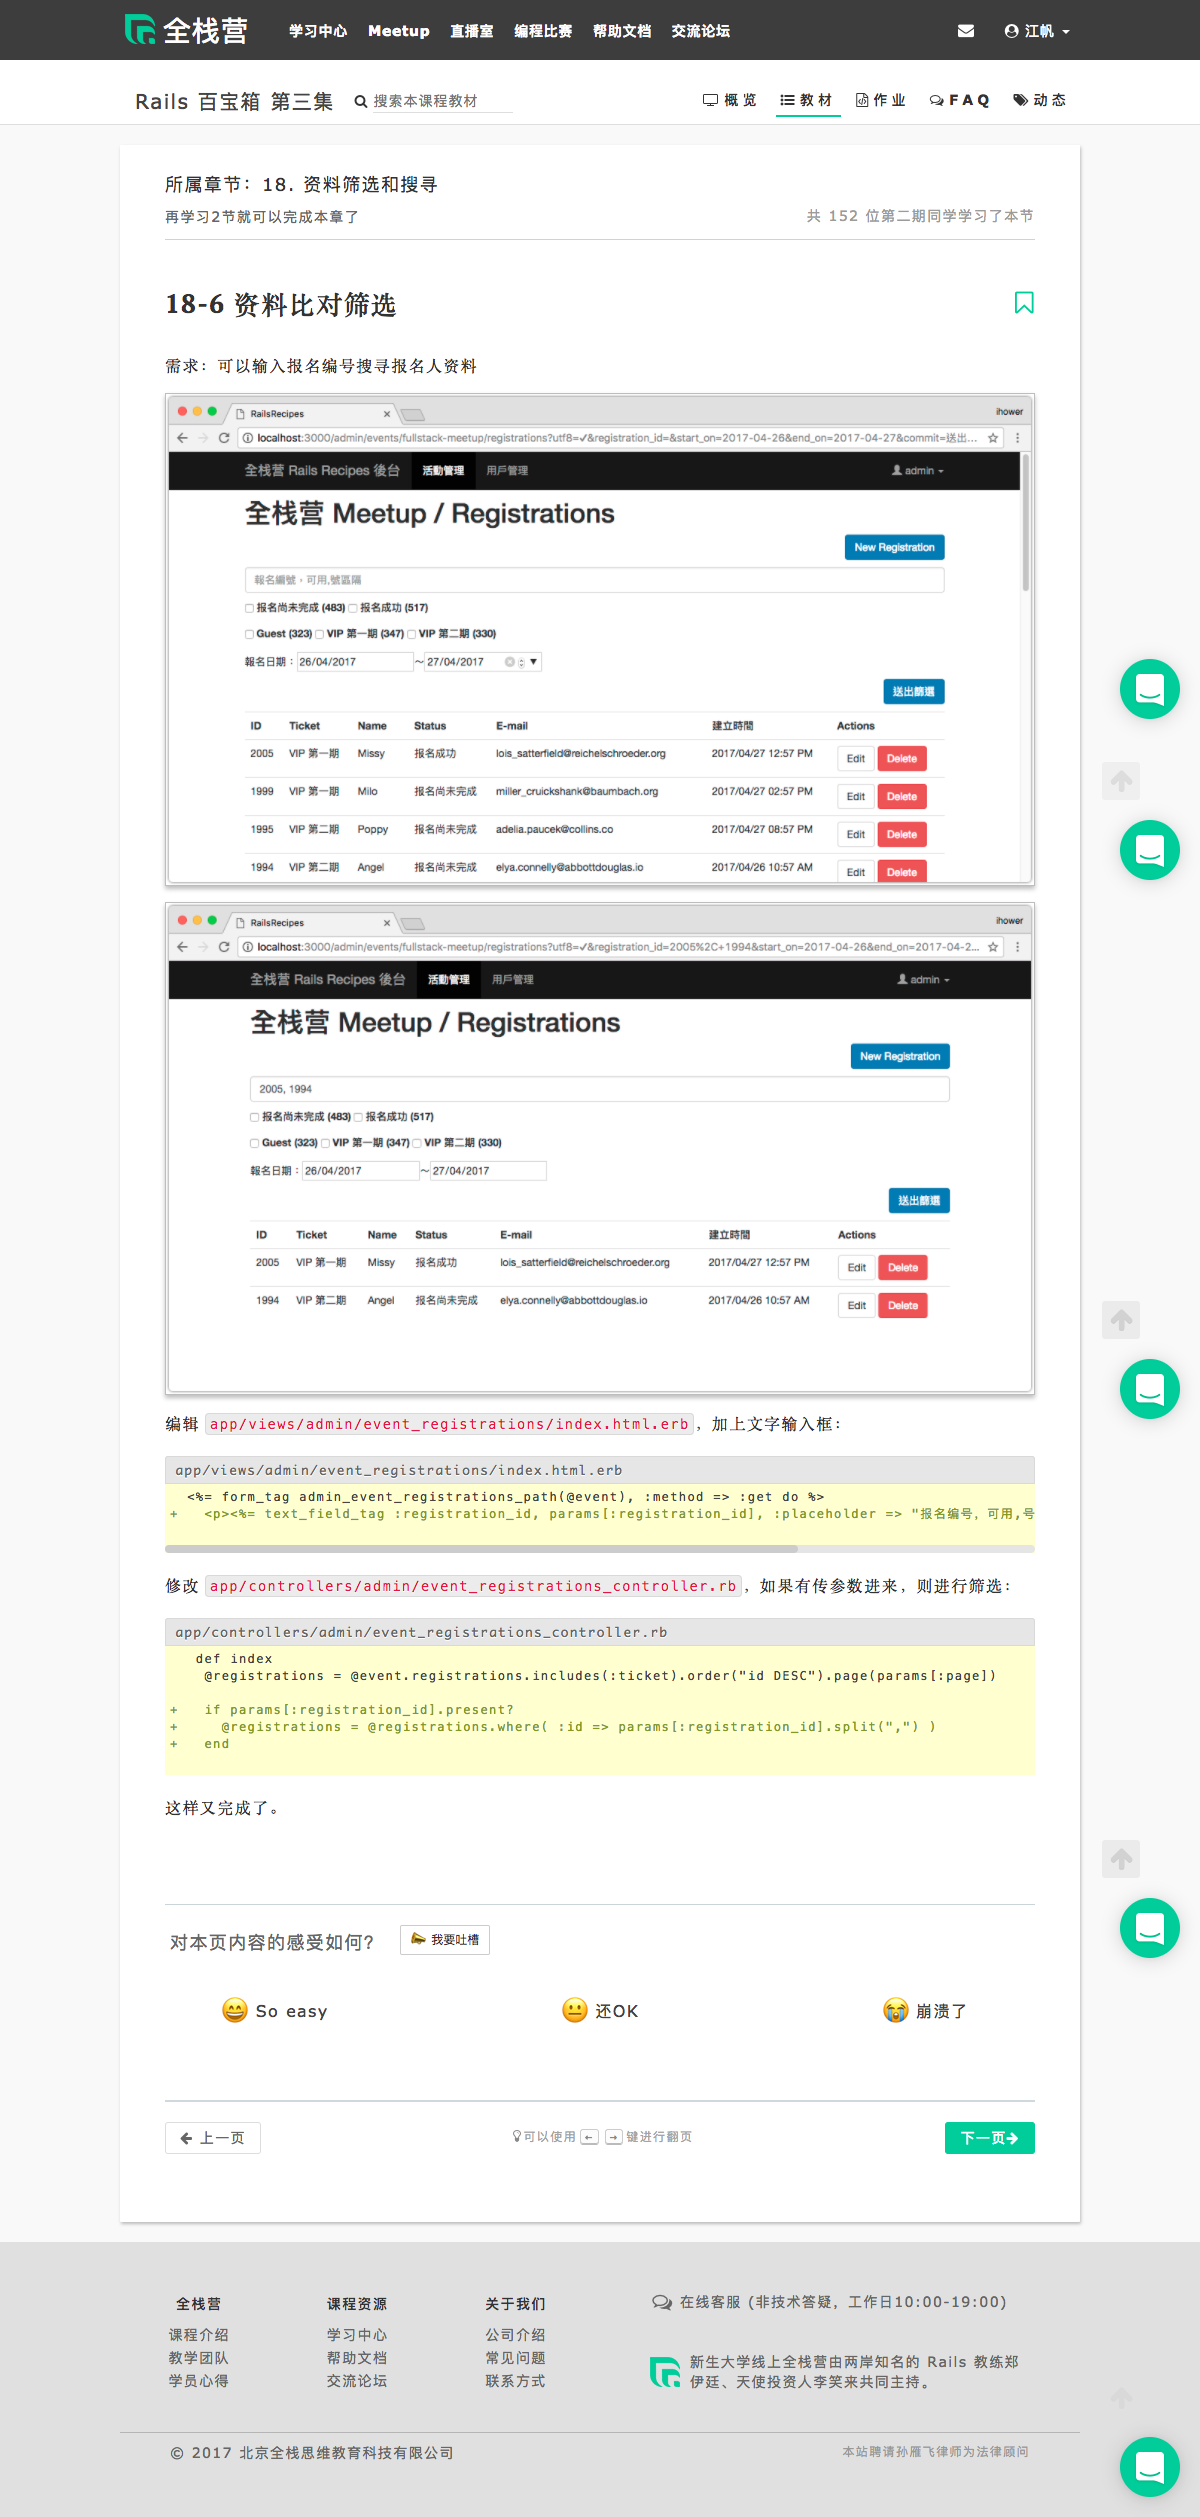 全栈营 学习中心 Meetup 直播室 编程比赛 帮助文档 交流论坛 江帆
Rails 百宝箱 第三集 搜索本课程教材 概览 教材 作业 FAQ 动态
所属章节：18. 资料筛选和搜寻
再学习2节就可以完成本章了 共 152 位第二期同学学习了本节
18-6 资料比对筛选
需求：可以输入报名编号搜寻报名人资料
RailsRecipes ihower
localhost:3000/admin/events/fullstack-meetup/registrations?utf8=✓&registration_id=&start_on=2017-04-26&end_on=2017-04-27&commit=送出...
全栈营 Rails Recipes 後台 活動管理 用戶管理 admin
全栈营 Meetup / Registrations
New Registration
報名編號，可用,號區隔
报名尚未完成 (483) 报名成功 (517)
Guest (323) VIP 第一期 (347) VIP 第二期 (330)
報名日期：26/04/2017 ～27/04/2017
送出篩選
ID Ticket Name Status E-mail 建立時間 Actions
2005 VIP 第一期 Missy 报名成功 lois_satterfield@reichelschroeder.org 2017/04/27 12:57 PM Edit Delete
1999 VIP 第一期 Milo 报名尚未完成 miller_cruickshank@baumbach.org 2017/04/27 02:57 PM Edit Delete
1995 VIP 第二期 Poppy 报名尚未完成 adelia.paucek@collins.co 2017/04/27 08:57 PM Edit Delete
1994 VIP 第二期 Angel 报名尚未完成 elya.connelly@abbottdouglas.io 2017/04/26 10:57 AM Edit Delete
RailsRecipes ihower
localhost:3000/admin/events/fullstack-meetup/registrations?utf8=✓&registration_id=2005%2C+1994&start_on=2017-04-26&end_on=2017-04-2...
全栈营 Rails Recipes 後台 活動管理 用戶管理 admin
全栈营 Meetup / Registrations
New Registration
2005, 1994
报名尚未完成 (483) 报名成功 (517)
Guest (323) VIP 第一期 (347) VIP 第二期 (330)
報名日期：26/04/2017 ～27/04/2017
送出篩選
ID Ticket Name Status E-mail 建立時間 Actions
2005 VIP 第一期 Missy 报名成功 lois_satterfield@reichelschroeder.org 2017/04/27 12:57 PM Edit Delete
1994 VIP 第二期 Angel 报名尚未完成 elya.connelly@abbottdouglas.io 2017/04/26 10:57 AM Edit Delete
编辑 app/views/admin/event_registrations/index.html.erb，加上文字输入框：
app/views/admin/event_registrations/index.html.erb
<%= form_tag admin_event_registrations_path(@event), :method => :get do %>
+ <p><%= text_field_tag :registration_id, params[:registration_id], :placeholder => "报名编号，可用,号
修改 app/controllers/admin/event_registrations_controller.rb，如果有传参数进来，则进行筛选：
app/controllers/admin/event_registrations_controller.rb
def index
@registrations = @event.registrations.includes(:ticket).order("id DESC").page(params[:page])
+ if params[:registration_id].present?
+ @registrations = @registrations.where( :id => params[:registration_id].split(",") )
+ end
这样又完成了。
对本页内容的感受如何？ 我要吐槽
So easy 还OK 崩溃了
上一页 可以使用 ← → 键进行翻页 下一页
全栈营 课程资源 关于我们 在线客服 (非技术答疑，工作日10:00-19:00)
课程介绍 学习中心 公司介绍
教学团队 帮助文档 常见问题 新生大学线上全栈营由两岸知名的 Rails 教练郑
学员心得 交流论坛 联系方式 伊廷、天使投资人李笑来共同主持。
© 2017 北京全栈思维教育科技有限公司 本站聘请孙雁飞律师为法律顾问